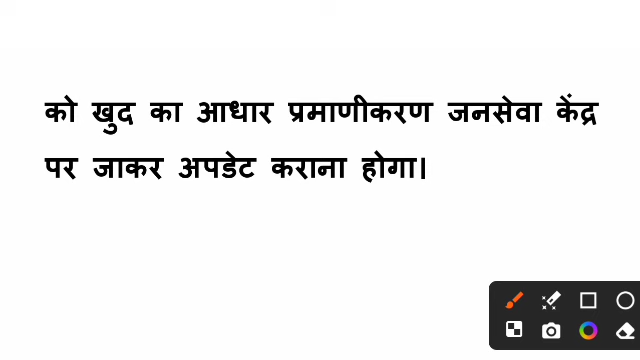 को खुद का आधार प्रमाणीकरण जनसेवा केंद्र
पर जाकर अपडेट कराना होगा।